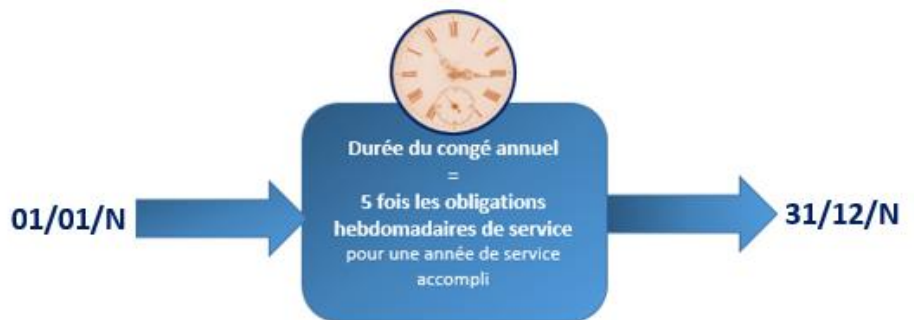 01/01/N
Durée du congé annuel
=
5 fois les obligations
hebdomadaires de service
pour une année de service
accompli
31/12/N